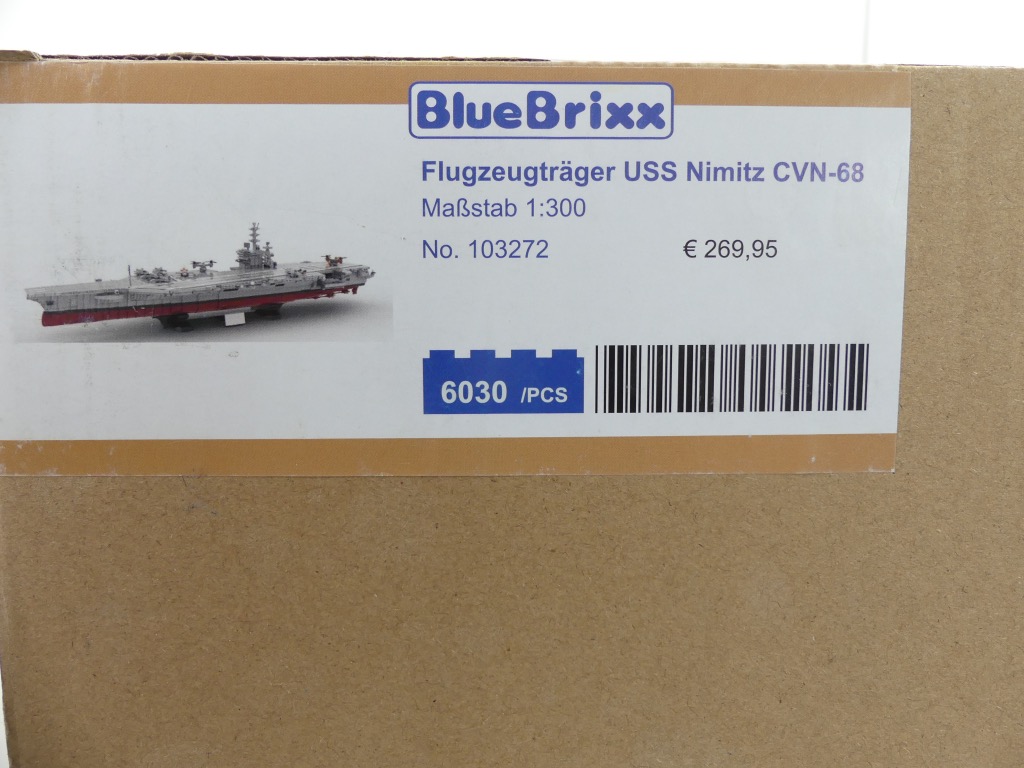 BlueBrixx
Flugzeugträger USS Nimitz CVN-68
Maßstab 1:300
No. 103272 € 269,95
6030 /PCS